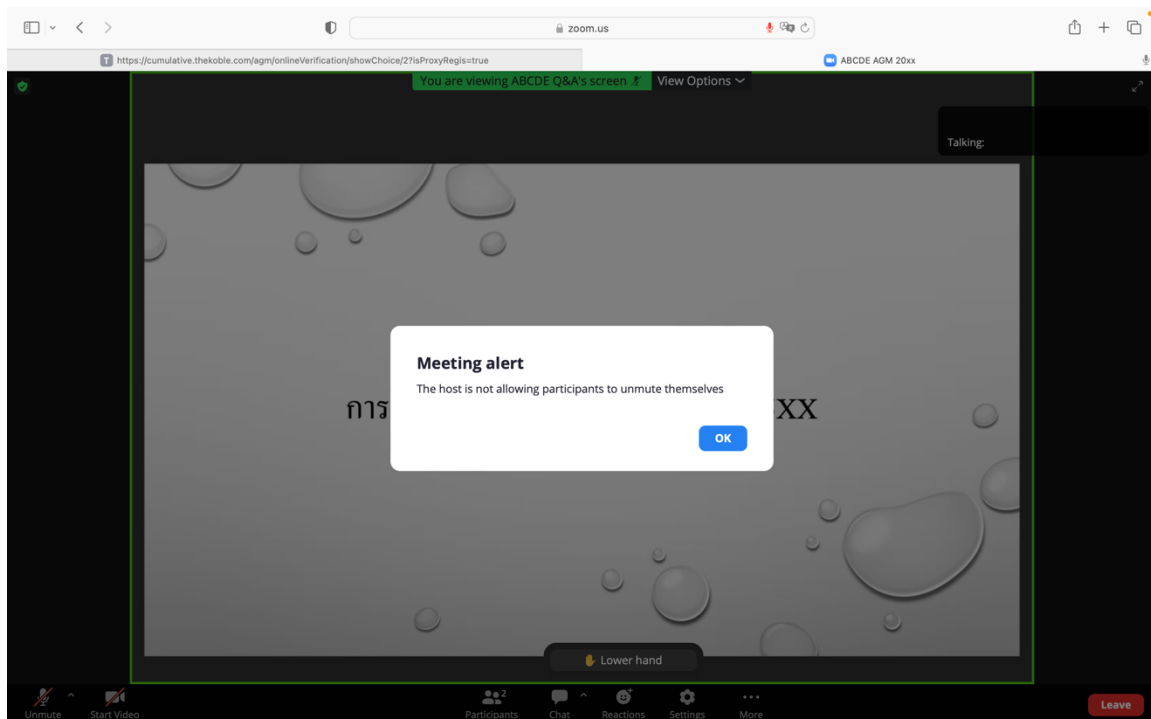 zoom.us
T https://cumulative.thekoble.com/agm/onlineVerification/showChoice/2?isProxyRegis=true
ABCDE AGM 20xx
You are viewing ABCDE Q&A's screen
View Options
Talking:
Meeting alert
The host is not allowing participants to unmute themselves
การ
XX
OK
Lower hand
Unmute
Start Video
2
Participants
Chat
Reactions
Settings
More
Leave